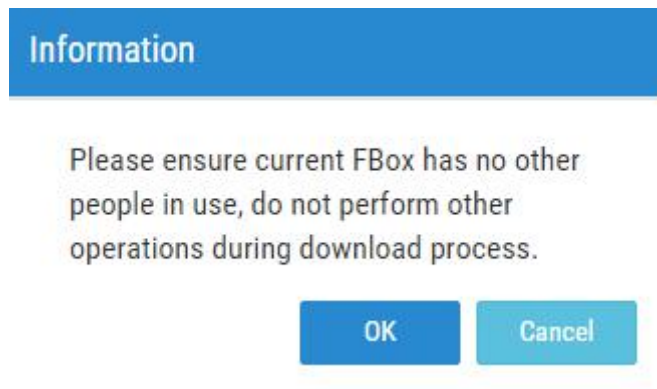 Information
Please ensure current FBox has no other
people in use, do not perform other
operations during download process.
OK Cancel